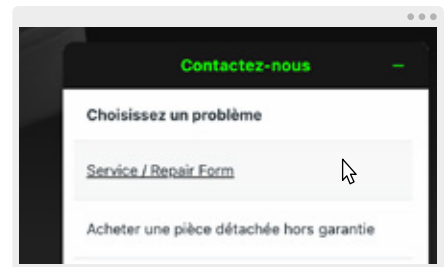 Contactez-nous
Choisissez un problème
Service / Repair Form
Acheter une pièce détachée hors garantie